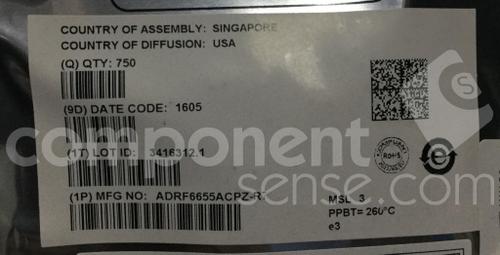 COUNTRY OF ASSEMBLY: SINGAPORE
COUNTRY OF DIFFUSION: USA
(Q) QTY: 750
(9D) DATE CODE: 1605
(1T) LOT ID: 3416312.1
(1P) MFG NO: ADRF6655ACPZ-R
MSL 3
PPBT= 260°C
e3
COMPLIANT
RoHS
component
sense.com